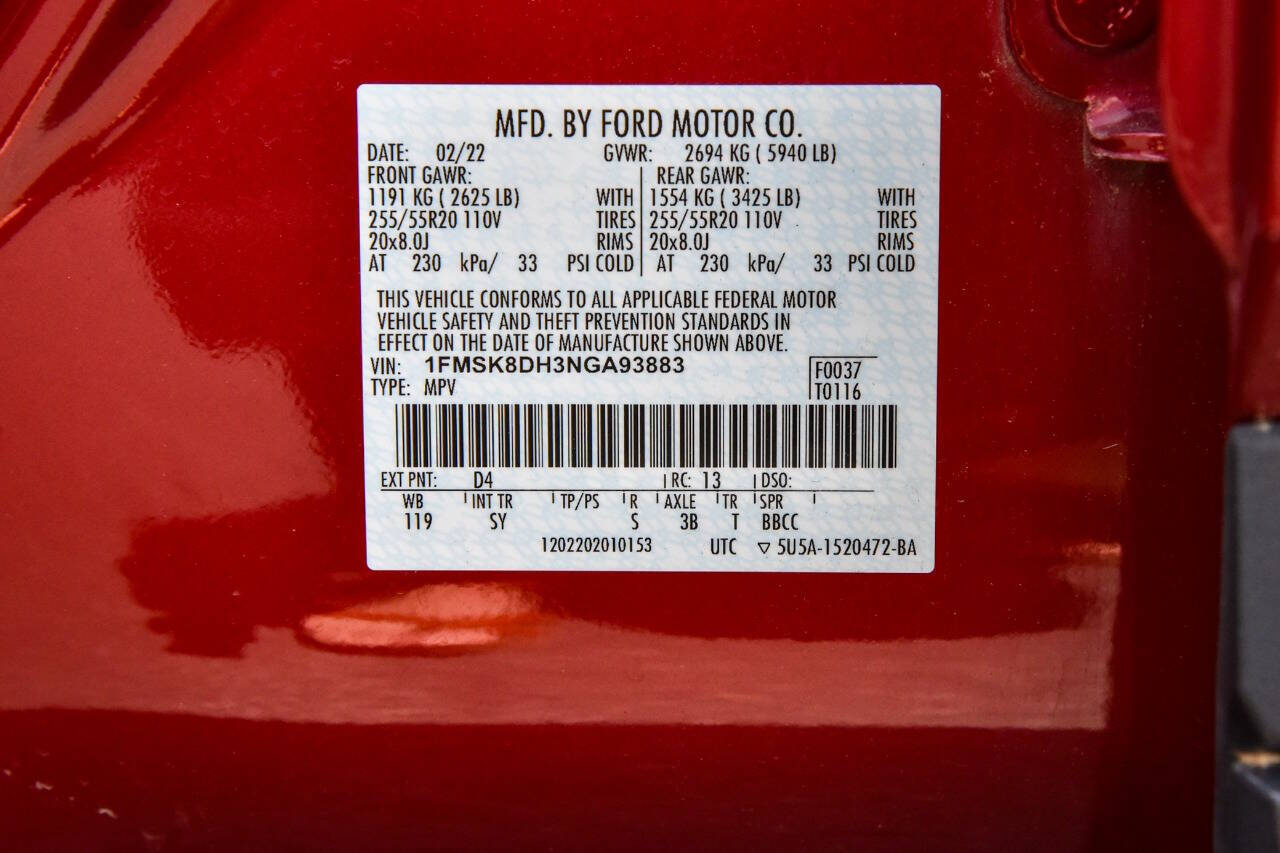 MFD. BY FORD MOTOR CO.
DATE: 02/22 GVWR: 2694 KG ( 5940 LB)
FRONT GAWR: REAR GAWR:
1191 KG ( 2625 LB) WITH 1554 KG ( 3425 LB) WITH
255/55R20 110V TIRES 255/55R20 110V TIRES
20x8.0J RIMS 20x8.0J RIMS
AT 230 kPa/ 33 PSI COLD AT 230 kPa/ 33 PSI COLD
THIS VEHICLE CONFORMS TO ALL APPLICABLE FEDERAL MOTOR
VEHICLE SAFETY AND THEFT PREVENTION STANDARDS IN
EFFECT ON THE DATE OF MANUFACTURE SHOWN ABOVE.
VIN: 1FMSK8DH3NGA93883 F0037
TYPE: MPV T0116
EXT PNT: D4 RC: 13 DSO:
WB INT TR TP/PS R AXLE TR SPR
119 SY S 3B T BBCC
1202202010153 UTC ▽ 5U5A-1520472-BA